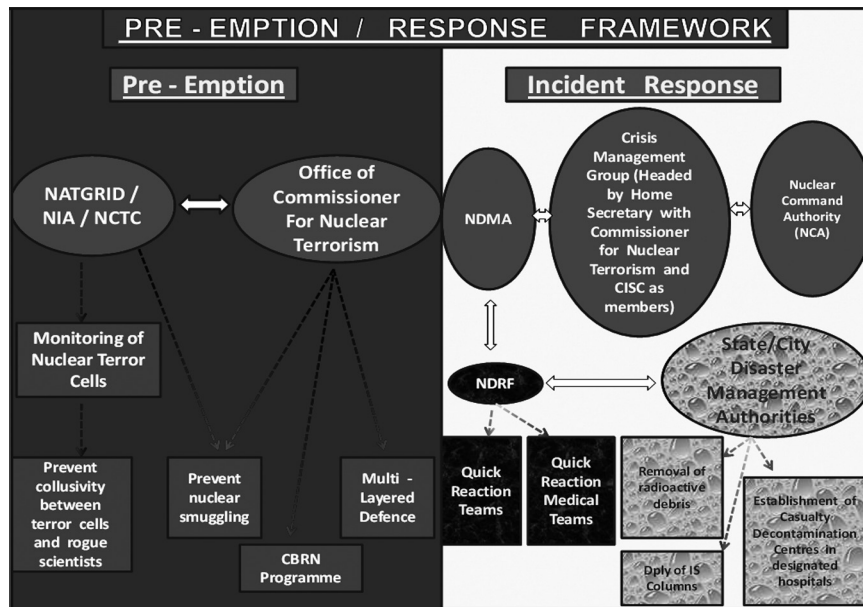 PRE - EMPTION / RESPONSE FRAMEWORK
Pre - Emption
NATGRID /
NIA / NCTC
Office of
Commissioner
For Nuclear
Terrorism
Monitoring of
Nuclear Terror
Cells
Prevent
collusivity
between
terror cells
and rogue
scientists
Prevent
nuclear
smuggling
Multi -
Layered
Defence
CBRN
Programme
Incident Response
NDMA
Crisis
Management
Group (Headed
by Home
Secretary with
Commissioner
for Nuclear
Terrorism and
CISC as
members)
Nuclear
Command
Authority
(NCA)
NDRF
State/City
Disaster
Management
Authorities
Quick
Reaction
Teams
Quick
Reaction
Medical
Teams
Removal of
radioactive
debris
Dply of IS
Columns
Establishment of
Casualty
Decontamination
Centres in
designated
hospitals